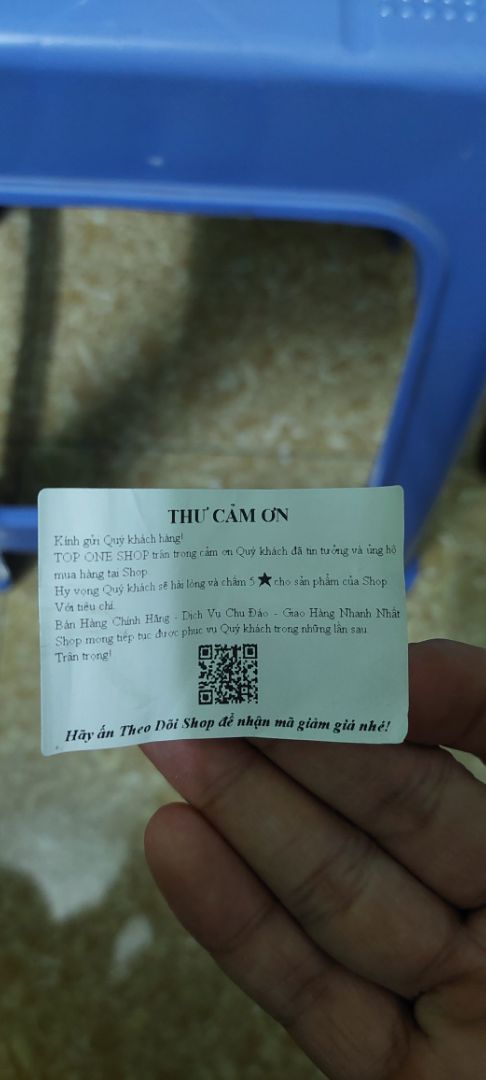 THƯ CẢM ƠN
Kính gửi Quý khách hàng!
TOP ONE SHOP trân trọng cảm ơn Quý khách đã tin tưởng và ủng hộ
mua hàng tại Shop.
Hy vọng Quý khách sẽ hài lòng và chấm 5 ★ cho sản phẩm của Shop
Với tiêu chí:
Bán Hàng Chính Hãng - Dịch Vụ Chu Đáo - Giao Hàng Nhanh Nhất
Shop mong tiếp tục được phục vụ Quý khách trong những lần sau.
Trân trọng!
Hãy ấn Theo Dõi Shop để nhận mã giảm giá nhé!